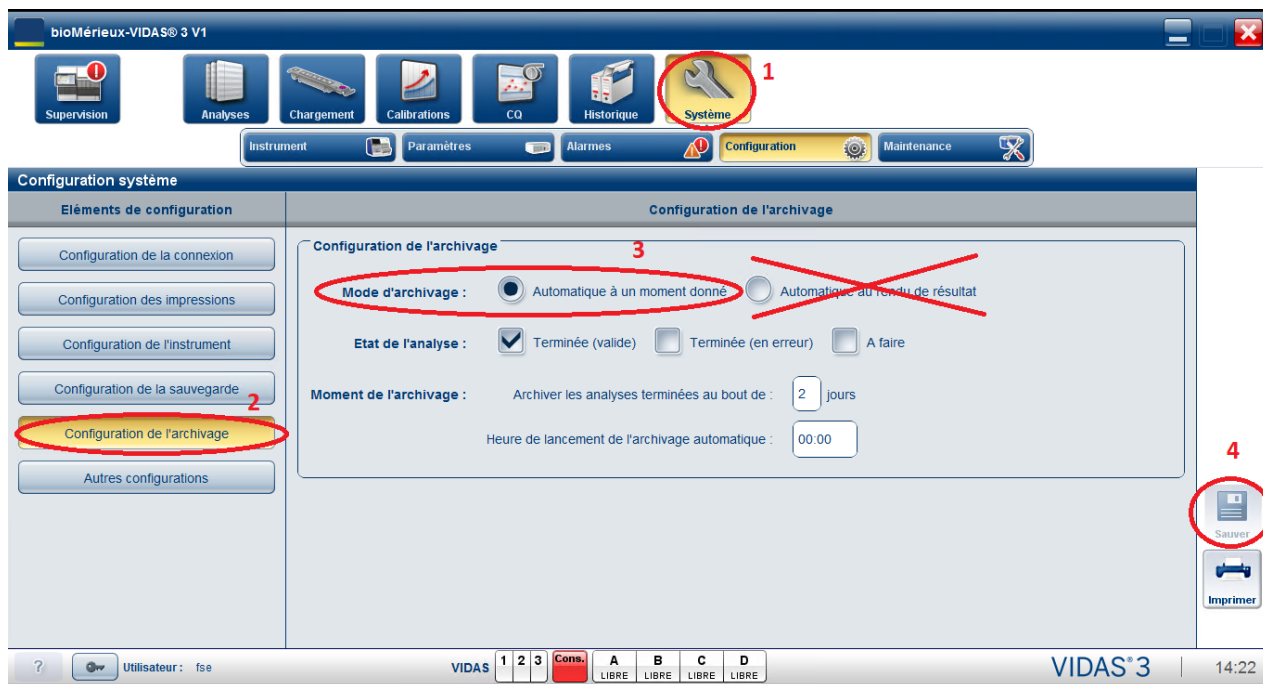 bioMérieux-VIDAS® 3 V1
Supervision
Analyses
Chargement
Calibrations
CQ
Historique
Système
1
Instrument
Paramètres
Alarmes
Configuration
Maintenance
Configuration système
Eléments de configuration
Configuration de l'archivage
Configuration de la connexion
Configuration des impressions
Configuration de l'instrument
Configuration de la sauvegarde
2
Configuration de l'archivage
Autres configurations
Configuration de l'archivage
3
Mode d'archivage : Automatique à un moment donné Automatique au rendu de résultat
Etat de l'analyse : Terminée (valide) Terminée (en erreur) A faire
Moment de l'archivage : Archiver les analyses terminées au bout de : 2 jours
Heure de lancement de l'archivage automatique : 00:00
4
Sauver
Imprimer
? Utilisateur : fse
VIDAS 1 2 3 Cons. A B C D
LIBRE LIBRE LIBRE LIBRE
VIDAS®3
14:22